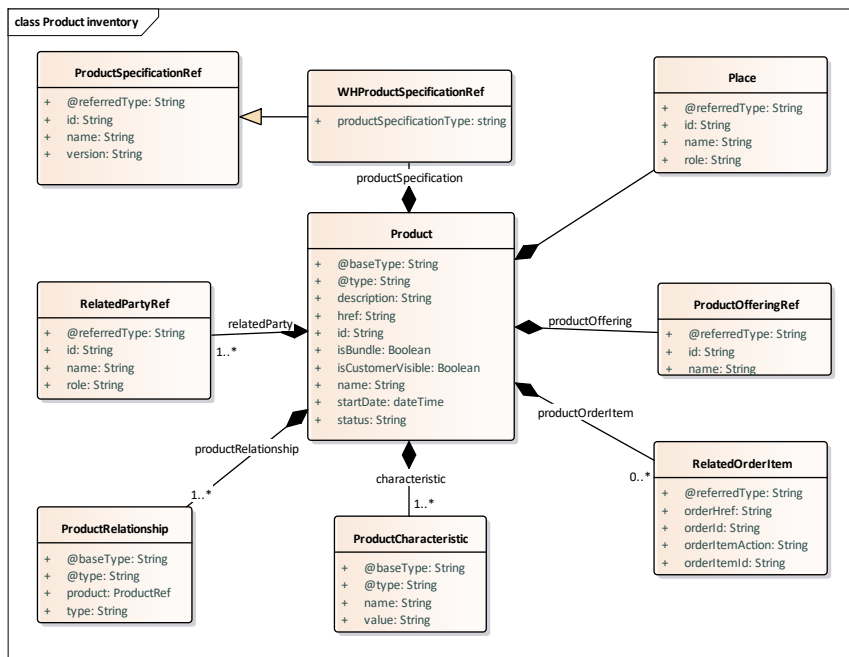 class Product inventory
ProductSpecificationRef
+ @referredType: String
+ id: String
+ name: String
+ version: String
WHProductSpecificationRef
+ productSpecificationType: string
Place
+ @referredType: String
+ id: String
+ name: String
+ role: String
productSpecification
Product
+ @baseType: String
+ @type: String
+ description: String
+ href: String
+ id: String
+ isBundle: Boolean
+ isCustomerVisible: Boolean
+ name: String
+ startDate: dateTime
+ status: String
RelatedPartyRef
+ @referredType: String
+ id: String
+ name: String
+ role: String
relatedParty
1..*
productOffering
ProductOfferingRef
+ @referredType: String
+ id: String
+ name: String
productOrderItem
0..*
RelatedOrderItem
+ @referredType: String
+ orderHref: String
+ orderId: String
+ orderItemAction: String
+ orderItemId: String
productRelationship
1..*
ProductRelationship
+ @baseType: String
+ @type: String
+ product: ProductRef
+ type: String
characteristic
1..*
ProductCharacteristic
+ @baseType: String
+ @type: String
+ name: String
+ value: String